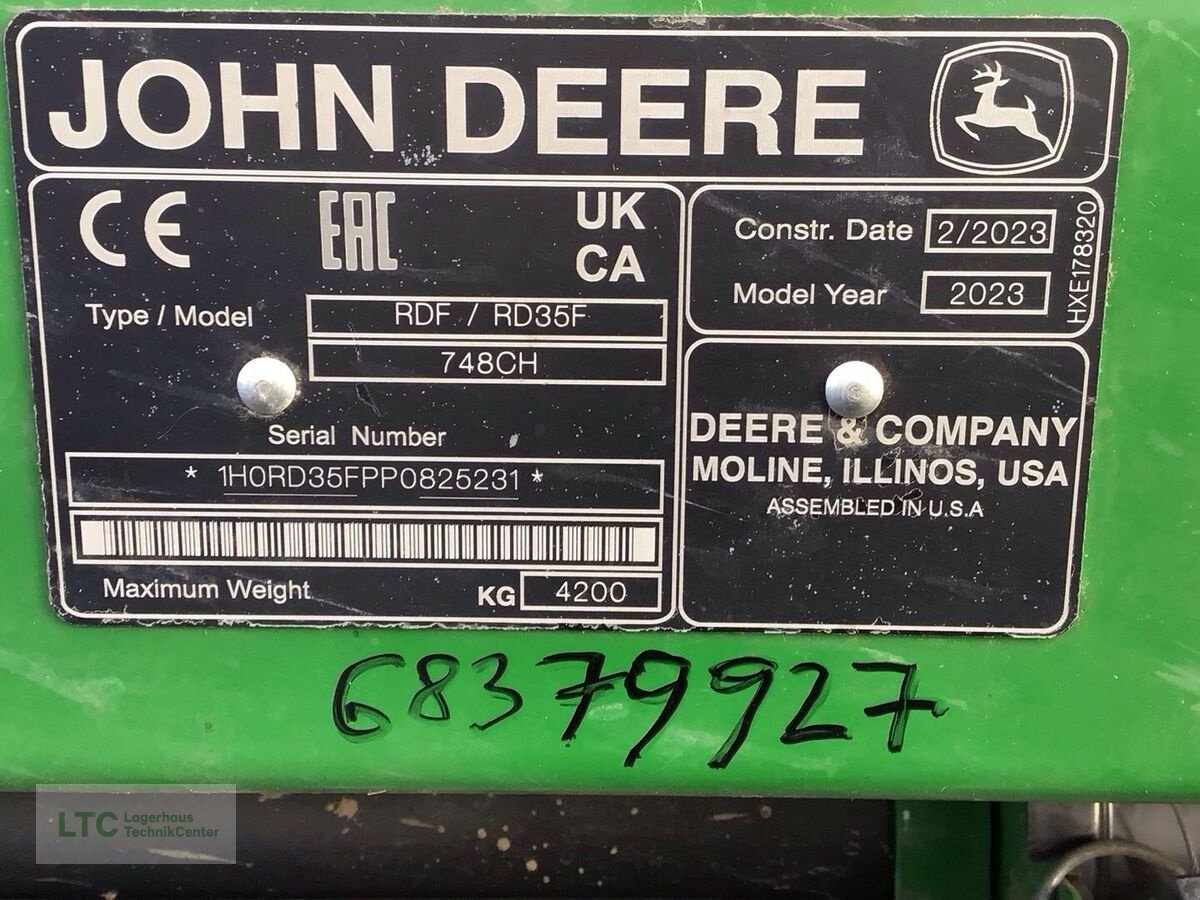 JOHN DEERE
CE EAC UK
CA
Type / Model RDF / RD35F
748CH
Serial Number
* 1H0RD35FPP0825231 *
Maximum Weight KG 4200
Constr. Date 2/2023
Model Year 2023
HXE178320
DEERE & COMPANY
MOLINE, ILLINOS, USA
ASSEMBLED IN U.S.A
68379927
LTC Lagerhaus
TechnikCenter